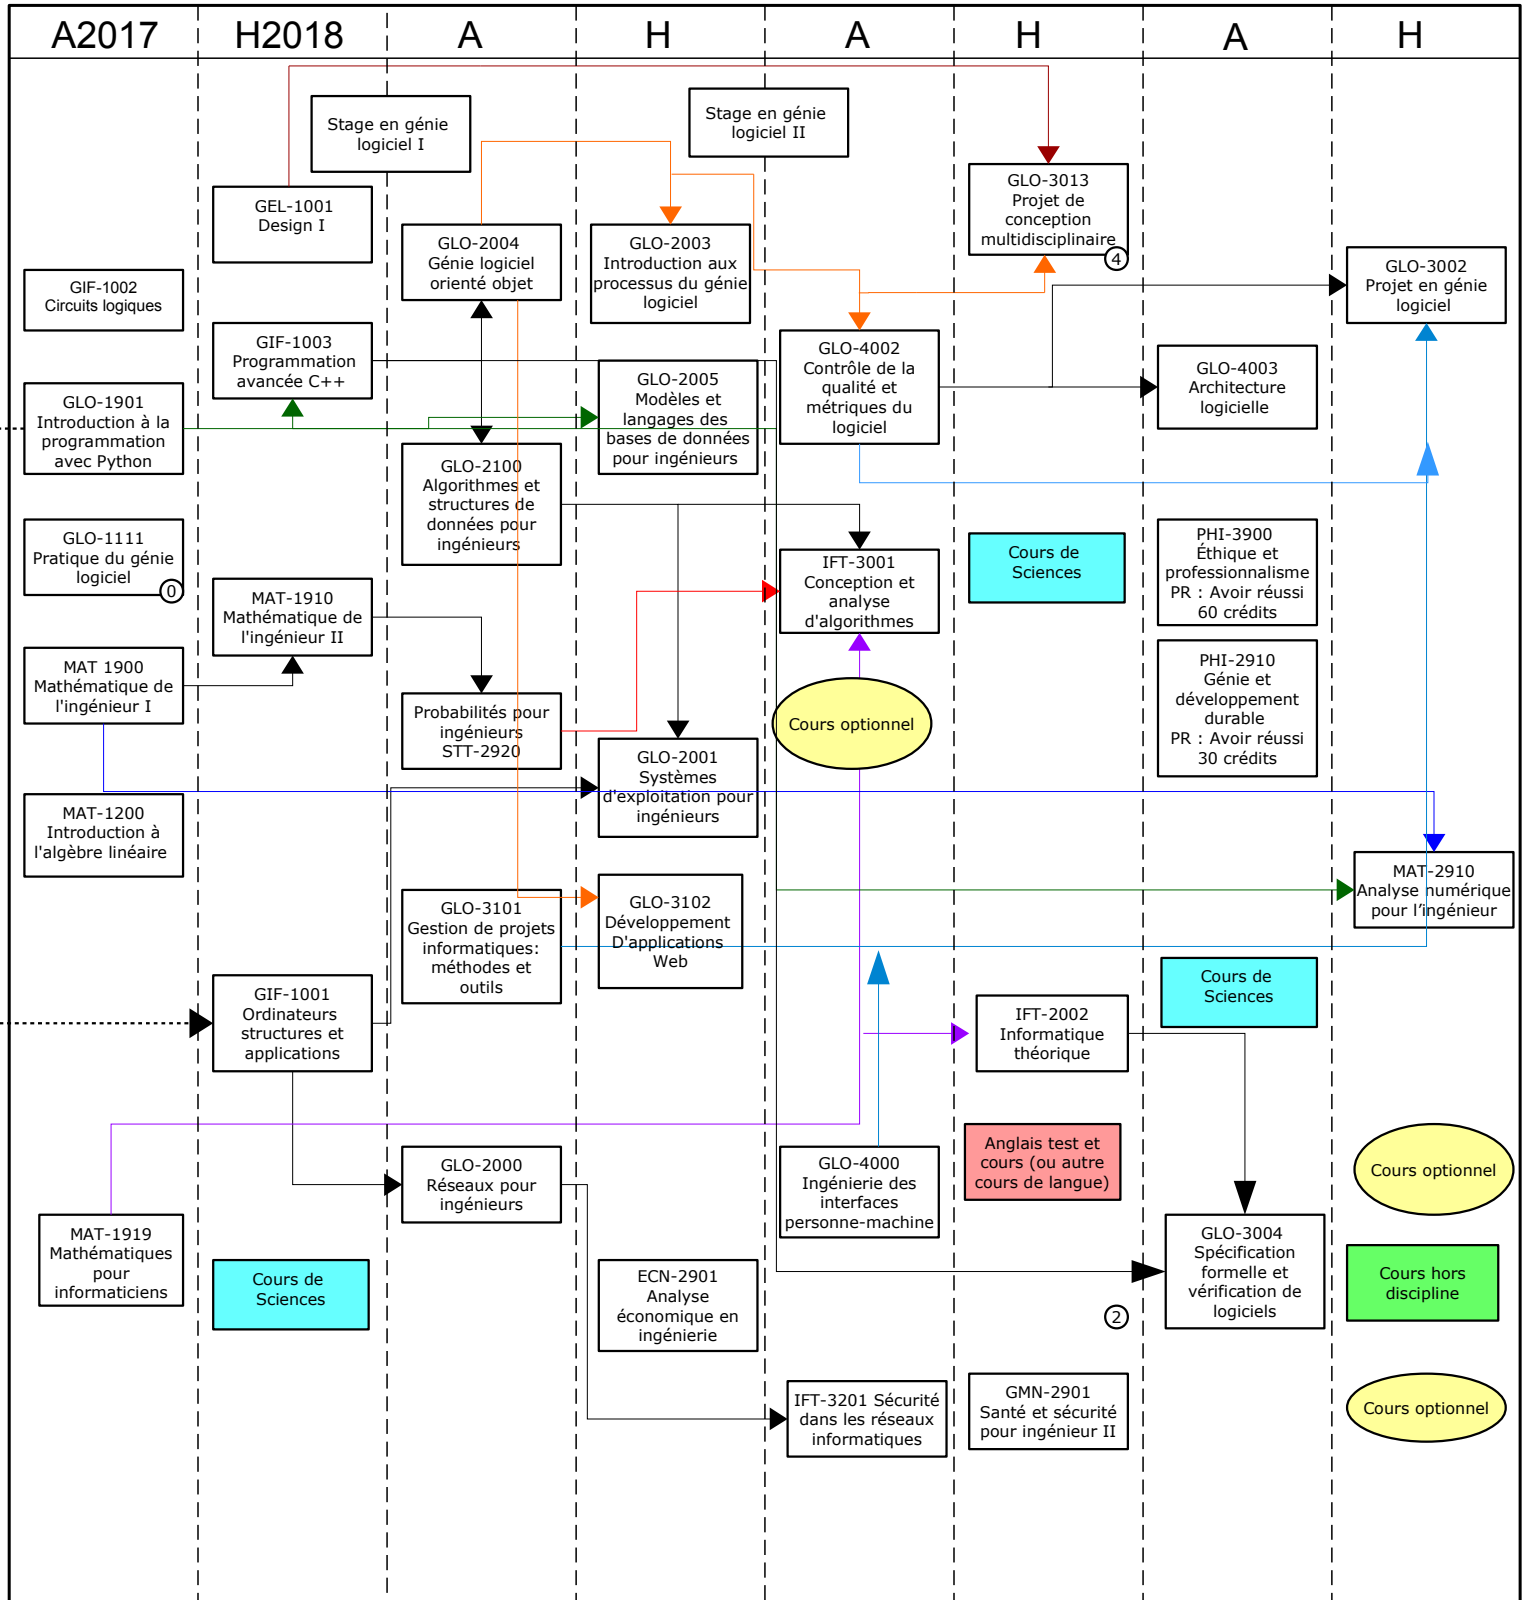 A2017
H2018
A
H
A
H
A
H
GIF-1002
Circuits logiques
GLO-1901
Introduction à la
programmation
avec Python
GLO-1111
Pratique du génie
logiciel
0
MAT 1900
Mathématique de
l'ingénieur I
MAT-1200
Introduction à
l'algèbre linéaire
MAT-1919
Mathématiques
pour
informaticiens
GEL-1001
Design I
GIF-1003
Programmation
avancée C++
MAT-1910
Mathématique de
l'ingénieur II
GIF-1001
Ordinateurs
structures et
applications
Cours de
Sciences
Stage en génie
logiciel I
GLO-2004
Génie logiciel
orienté objet
GLO-2100
Algorithmes et
structures de
données pour
ingénieurs
Probabilités pour
ingénieurs
STT-2920
GLO-3101
Gestion de projets
informatiques:
méthodes et
outils
GLO-2000
Réseaux pour
ingénieurs
GLO-2003
Introduction aux
processus du génie
logiciel
GLO-2005
Modèles et
langages des
bases de données
pour ingénieurs
GLO-2001
Systèmes
d'exploitation pour
ingénieurs
GLO-3102
Développement
D'applications
Web
ECN-2901
Analyse
économique en
ingénierie
Stage en génie
logiciel II
GLO-4002
Contrôle de la
qualité et
métriques du
logiciel
IFT-3001
Conception et
analyse
d'algorithmes
Cours optionnel
GLO-4000
Ingénierie des
interfaces
personne-machine
IFT-3201 Sécurité
dans les réseaux
informatiques
GLO-3013
Projet de
conception
multidisciplinaire
4
Cours de
Sciences
IFT-2002
Informatique
théorique
Anglais test et
cours (ou autre
cours de langue)
2
GMN-2901
Santé et sécurité
pour ingénieur II
GLO-4003
Architecture
logicielle
PHI-3900
Éthique et
professionnalisme
PR : Avoir réussi
60 crédits
PHI-2910
Génie et
développement
durable
PR : Avoir réussi
30 crédits
Cours de
Sciences
GLO-3004
Spécification
formelle et
vérification de
logiciels
GLO-3002
Projet en génie
logiciel
MAT-2910
Analyse numérique
pour l’ingénieur
Cours optionnel
Cours hors
discipline
Cours optionnel